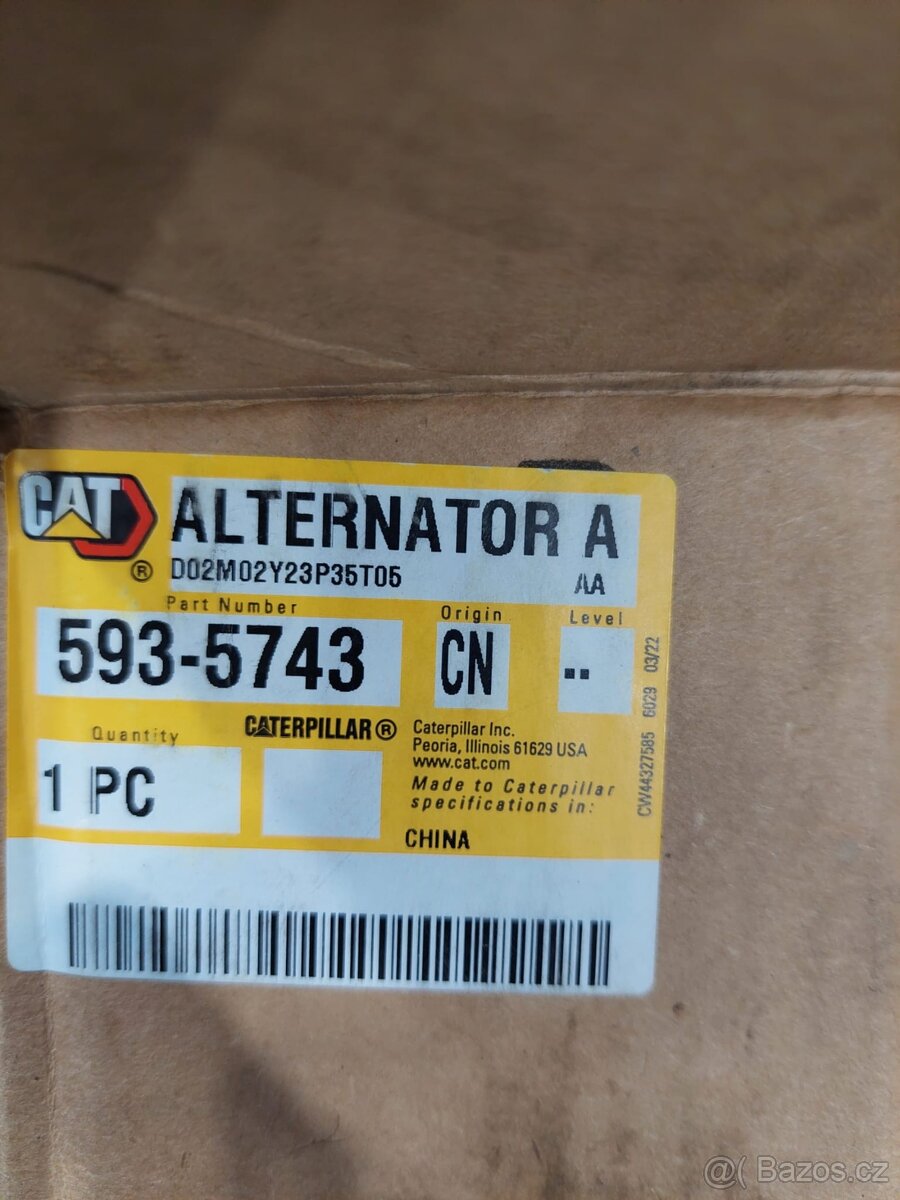 CAT
®
ALTERNATOR A
D02M02Y23P35T05
AA
Part Number
593-5743
Origin
CN
Level
--
Quantity
1 PC
CATERPILLAR®
Caterpillar Inc.
Peoria, Illinois 61629 USA
www.cat.com
Made to Caterpillar
specifications in:
CHINA
CW44327585 6029 03/22
@( Bazos.cz